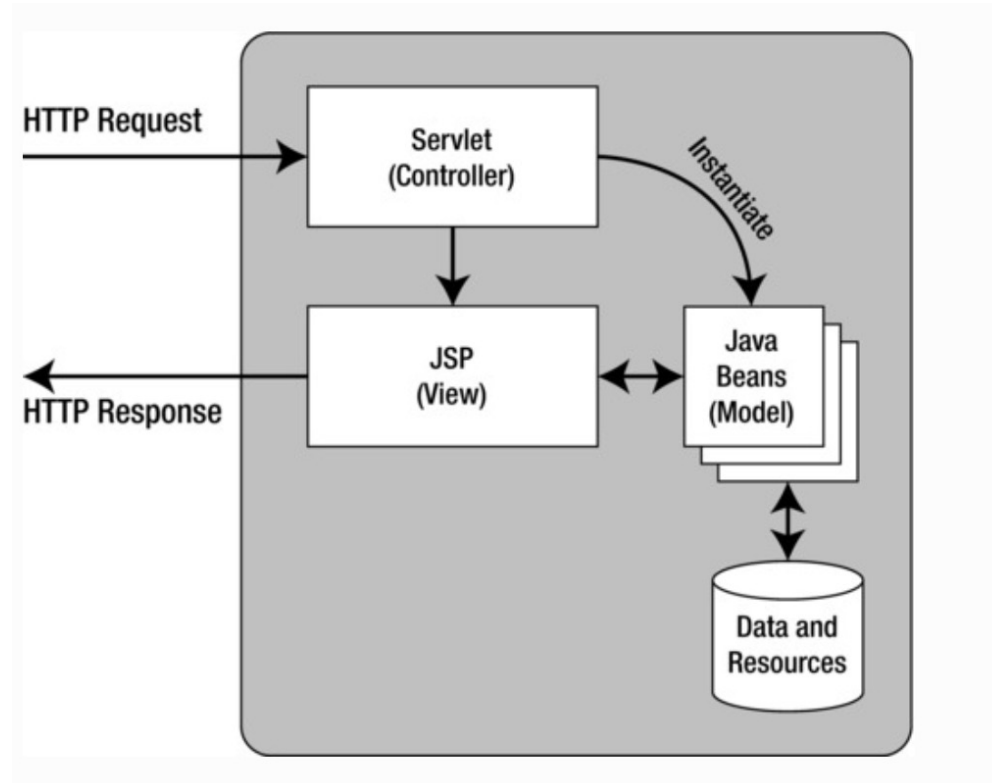 HTTP Request
Servlet
(Controller)
Instantiate
JSP
(View)
Java
Beans
(Model)
HTTP Response
Data and
Resources